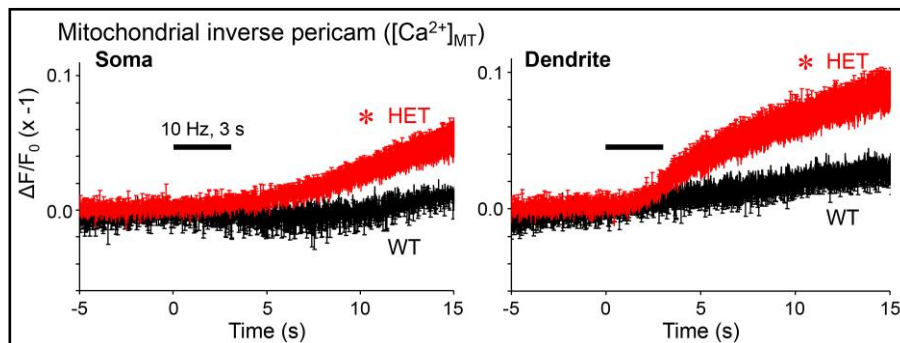 Mitochondrial inverse pericam ([Ca²⁺]MT)
Soma
0.1
0.0
ΔF/F₀ (x -1)
10 Hz, 3 s
* HET
WT
-5 0 5 10 15
Time (s)
Dendrite
0.1
0.0
* HET
WT
-5 0 5 10 15
Time (s)